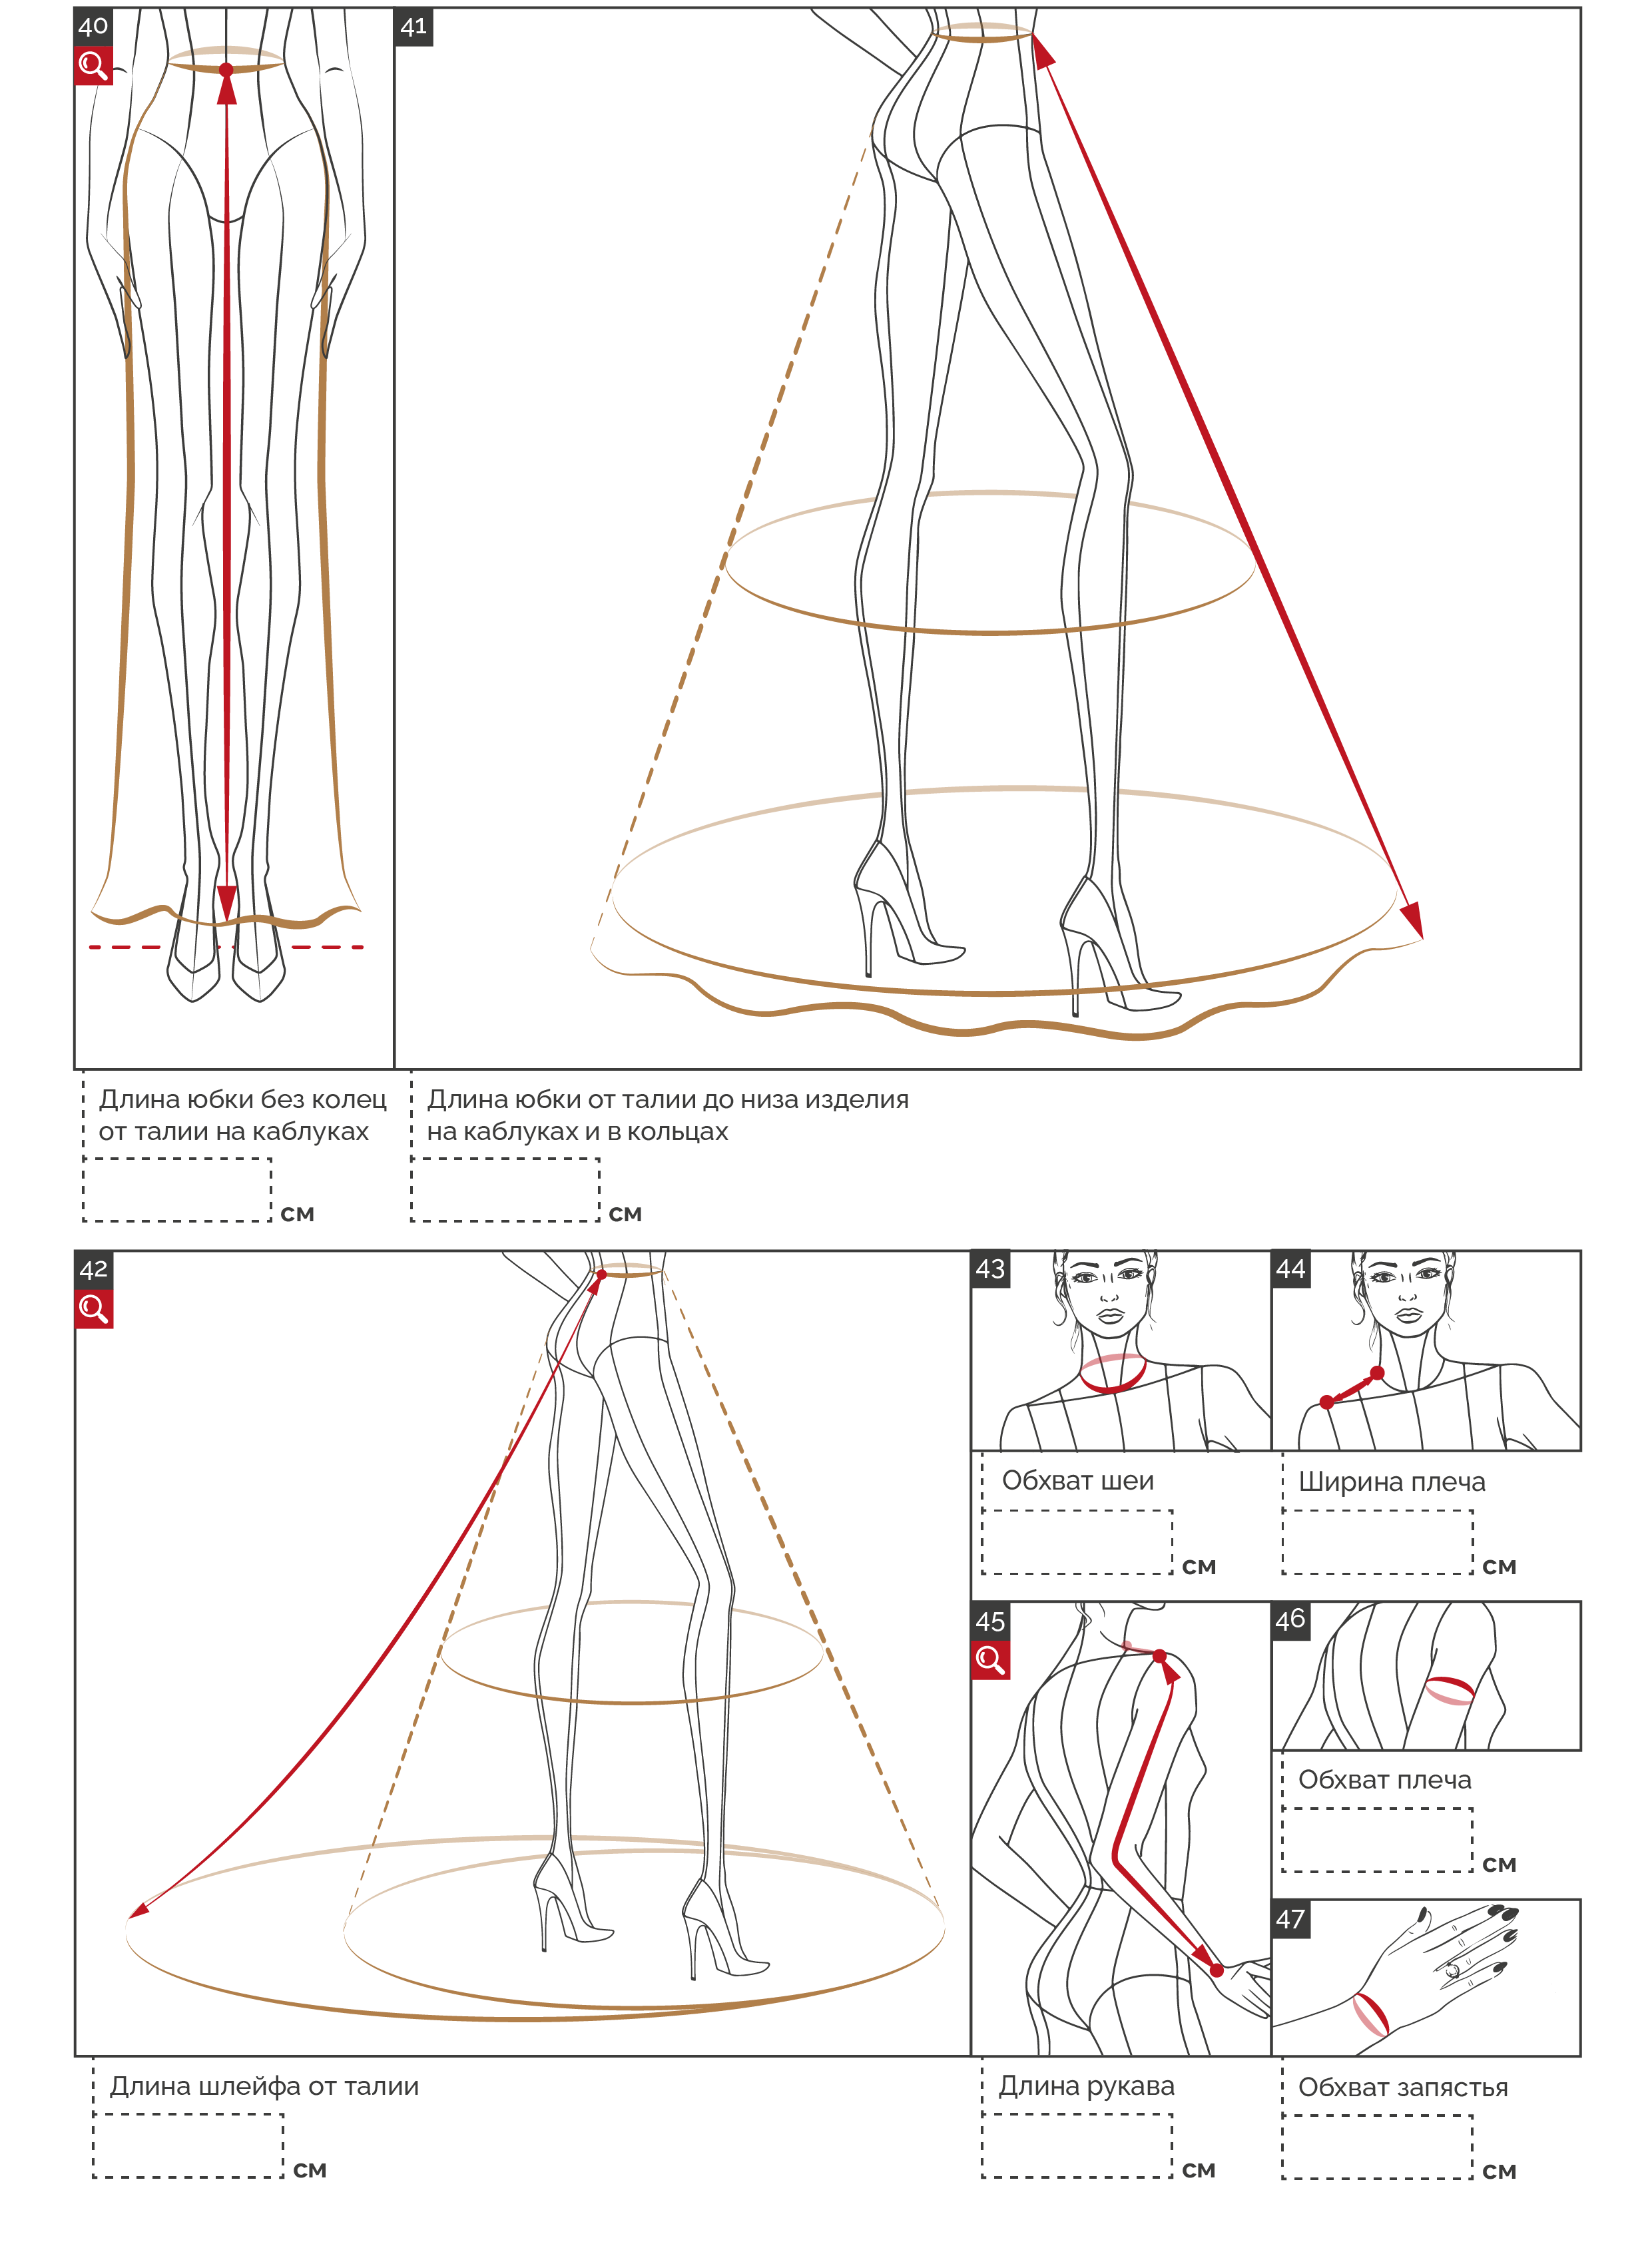 40
41
Длина юбки без колец
от талии на каблуках
см
Длина юбки от талии до низа изделия
на каблуках и в кольцах
см
42
Длина шлейфа от талии
см
43
Обхват шеи
см
44
Ширина плеча
см
45
Длина рукава
см
46
Обхват плеча
см
47
Обхват запястья
см